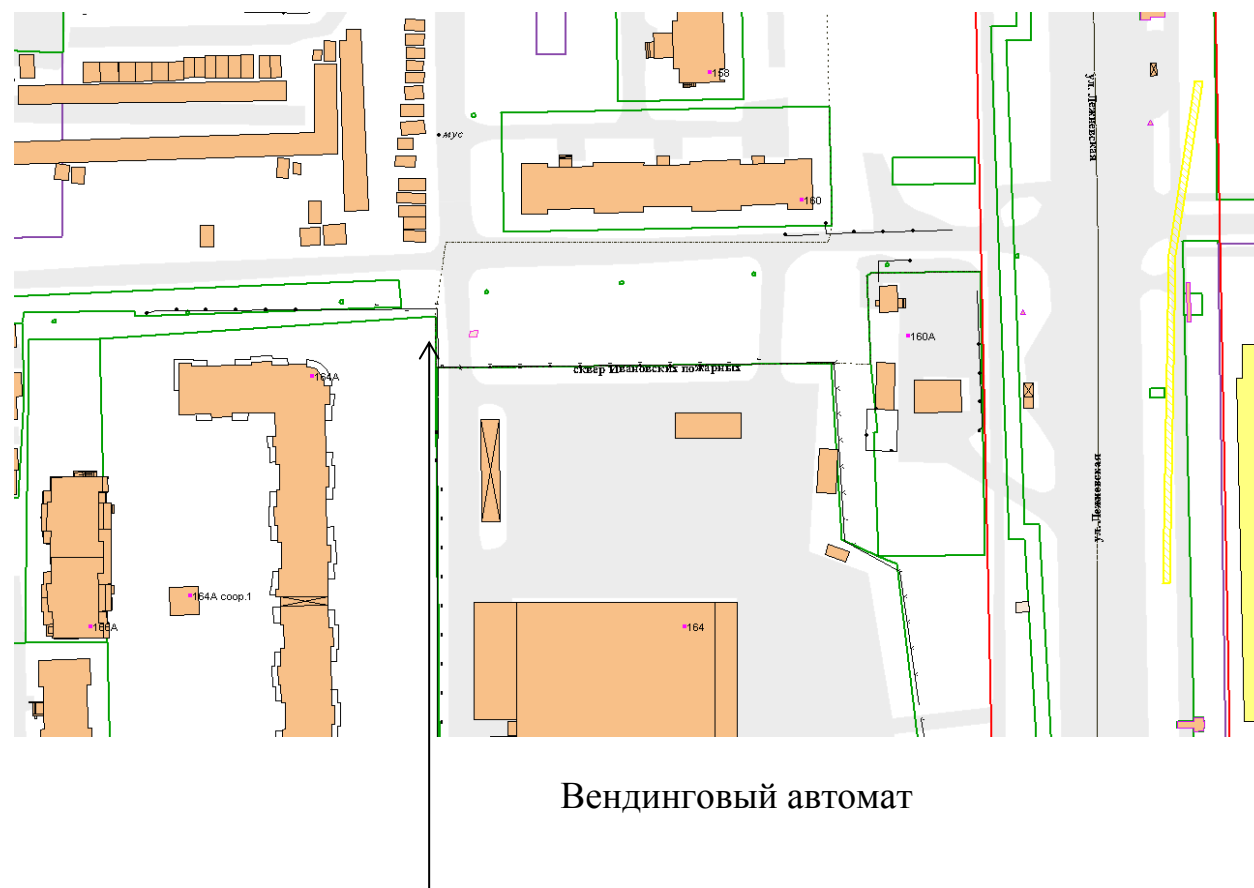 158
ул. Лежневская
мус
160
160А
сквер Ивановских пожарных
164А
ул. Лежневская
164А соор.1
166А
164
Вендинговый автомат